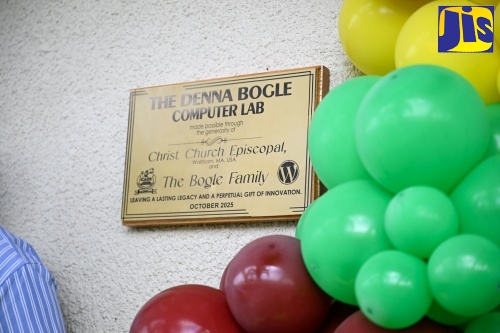 Jis
THE DENNA BOGLE
COMPUTER LAB
made possible through
the generosity of
Christ Church Episcopal,
Waltham, MA, USA
and
The Bogle Family
LEAVING A LASTING LEGACY AND A PERPETUAL GIFT OF INNOVATION.
OCTOBER 2025